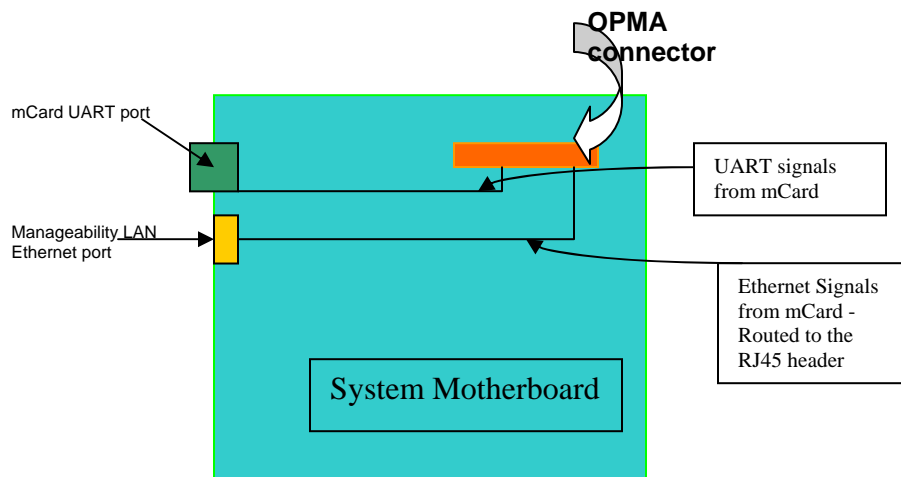 OPMA
connector
mCard UART port
UART signals
from mCard
Manageability LAN
Ethernet port
Ethernet Signals
from mCard -
Routed to the
RJ45 header
System Motherboard